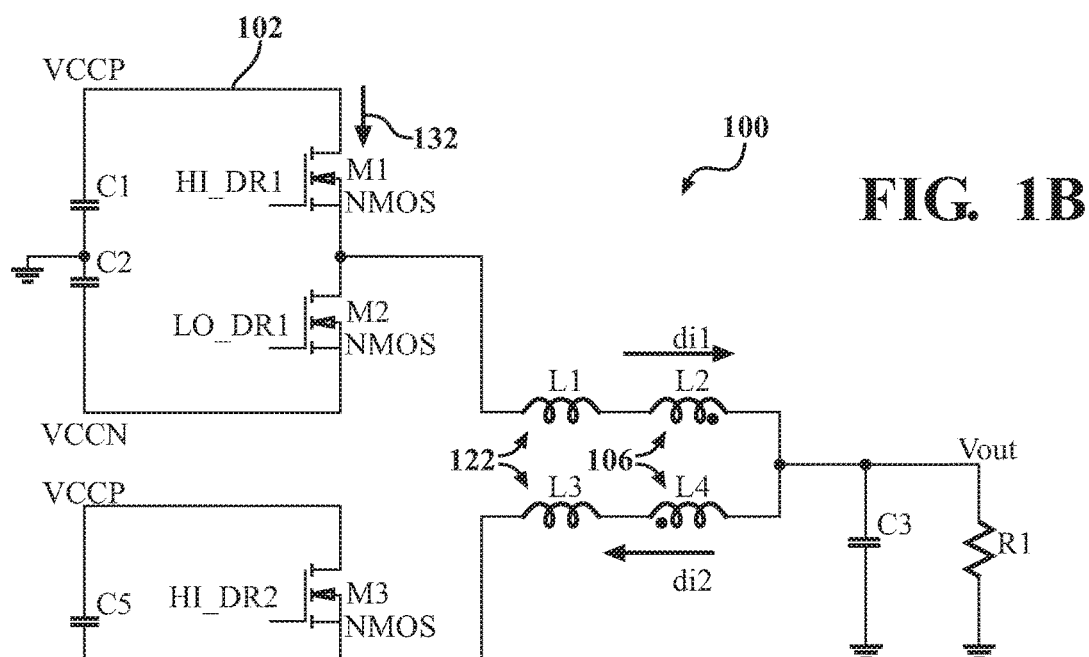 102
VCCP
132
100
C1
HI_DR1
M1
NMOS
FIG. 1B
C2
LO_DR1
M2
NMOS
di1
L1
L2
VCCN
122
106
Vout
VCCP
L3
L4
C3
R1
C5
HI_DR2
M3
NMOS
di2